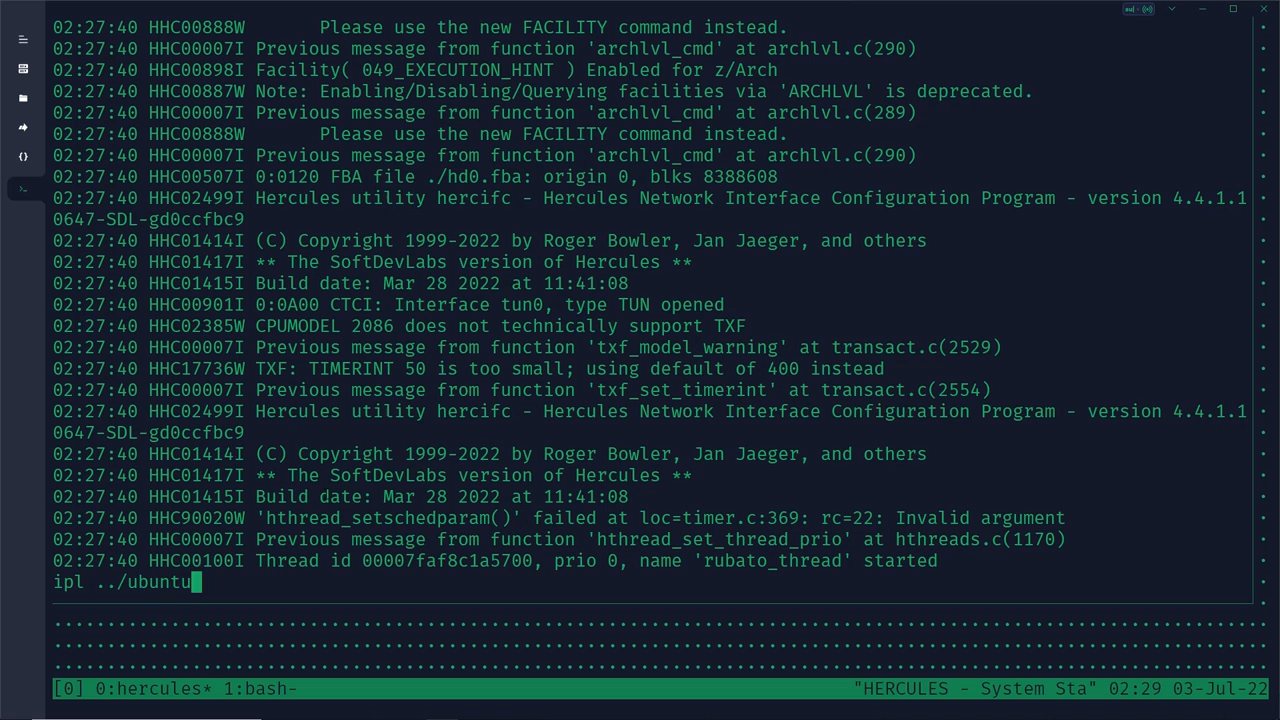 02:27:40 HHC00888W       Please use the new FACILITY command instead.
02:27:40 HHC00007I Previous message from function 'archlvl_cmd' at archlvl.c(290)
02:27:40 HHC00898I Facility( 049_EXECUTION_HINT ) Enabled for z/Arch
02:27:40 HHC00887W Note: Enabling/Disabling/Querying facilities via 'ARCHLVL' is deprecated.
02:27:40 HHC00007I Previous message from function 'archlvl_cmd' at archlvl.c(289)
02:27:40 HHC00888W       Please use the new FACILITY command instead.
02:27:40 HHC00007I Previous message from function 'archlvl_cmd' at archlvl.c(290)
02:27:40 HHC00507I 0:0120 FBA file ./hd0.fba: origin 0, blks 8388608
02:27:40 HHC02499I Hercules utility hercifc - Hercules Network Interface Configuration Program - version 4.4.1.1
0647-SDL-gd0ccfbc9
02:27:40 HHC01414I (C) Copyright 1999-2022 by Roger Bowler, Jan Jaeger, and others
02:27:40 HHC01417I ** The SoftDevLabs version of Hercules **
02:27:40 HHC01415I Build date: Mar 28 2022 at 11:41:08
02:27:40 HHC00901I 0:0A00 CTCI: Interface tun0, type TUN opened
02:27:40 HHC02385W CPUMODEL 2086 does not technically support TXF
02:27:40 HHC00007I Previous message from function 'txf_model_warning' at transact.c(2529)
02:27:40 HHC17736W TXF: TIMERINT 50 is too small; using default of 400 instead
02:27:40 HHC00007I Previous message from function 'txf_set_timerint' at transact.c(2554)
02:27:40 HHC02499I Hercules utility hercifc - Hercules Network Interface Configuration Program - version 4.4.1.1
0647-SDL-gd0ccfbc9
02:27:40 HHC01414I (C) Copyright 1999-2022 by Roger Bowler, Jan Jaeger, and others
02:27:40 HHC01417I ** The SoftDevLabs version of Hercules **
02:27:40 HHC01415I Build date: Mar 28 2022 at 11:41:08
02:27:40 HHC90020W 'hthread_setschedparam()' failed at loc=timer.c:369: rc=22: Invalid argument
02:27:40 HHC00007I Previous message from function 'hthread_set_thread_prio' at hthreads.c(1170)
02:27:40 HHC00100I Thread id 00007faf8c1a5700, prio 0, name 'rubato_thread' started
ipl ../ubuntu
[0] 0:hercules* 1:bash- "HERCULES - System Sta" 02:29 03-Jul-22